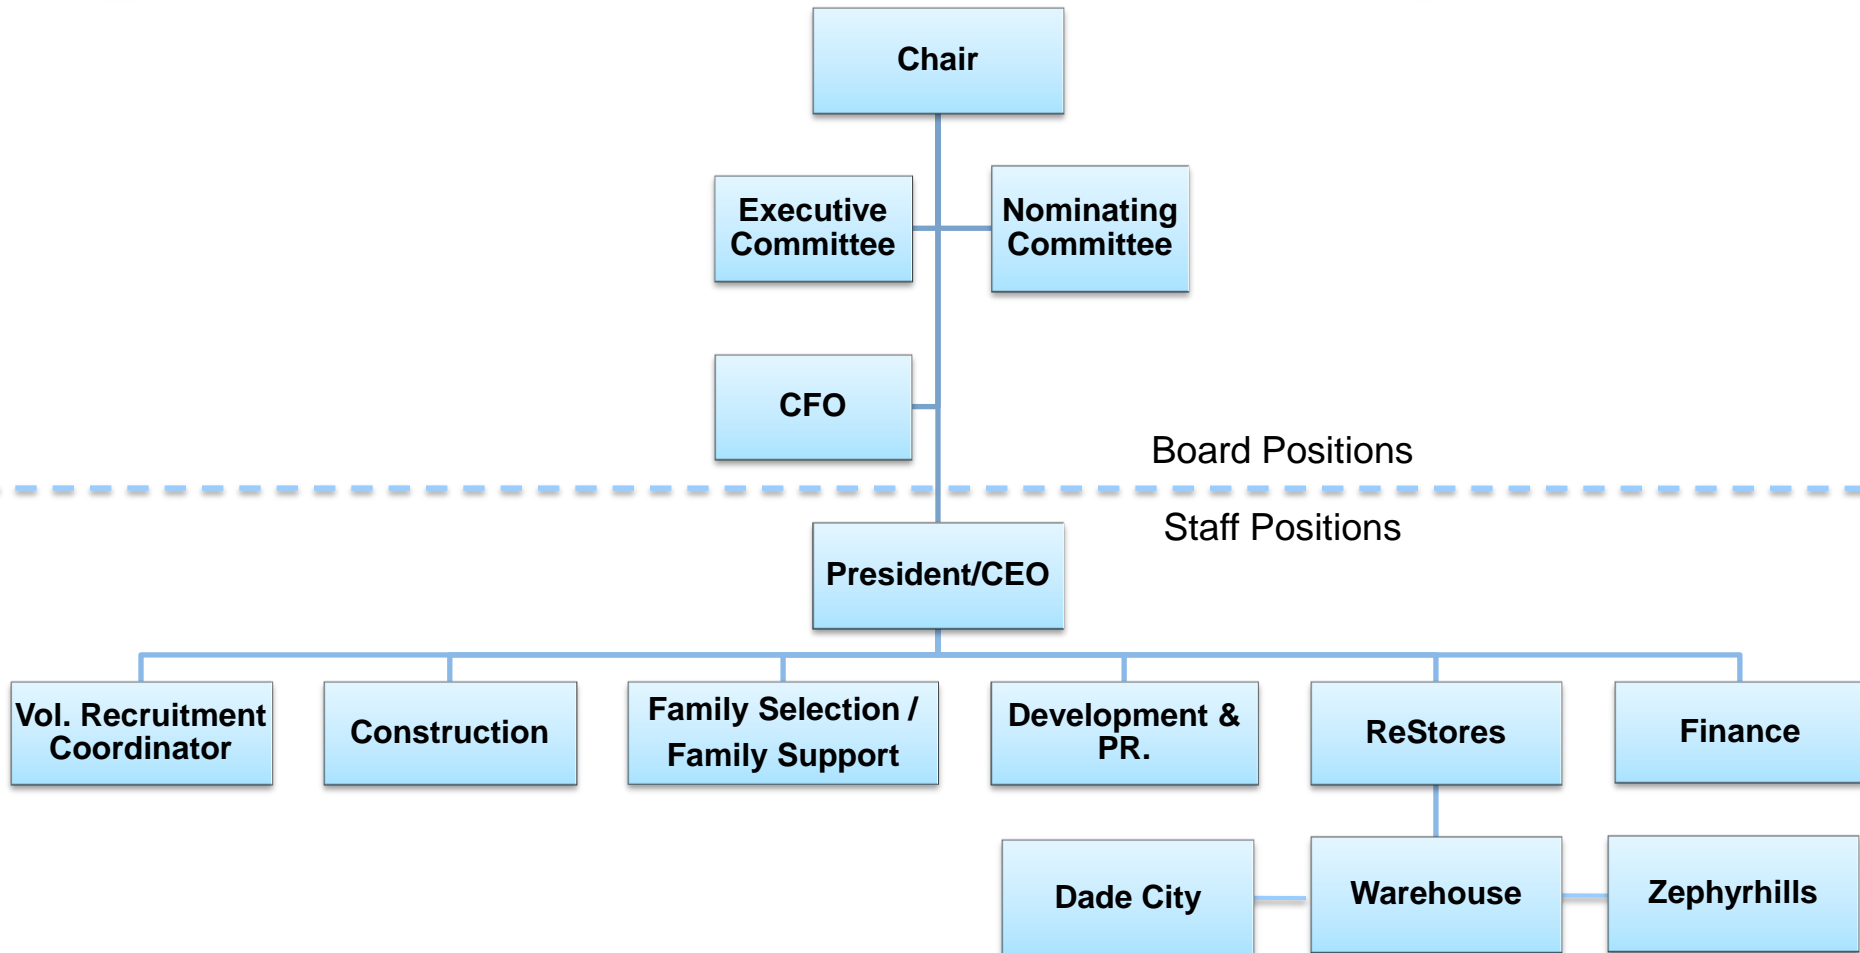 Chair
Executive
Committee
Nominating
Committee
CFO
Board Positions
Staff Positions
President/CEO
Vol. Recruitment
Coordinator
Construction
Family Selection /
Family Support
Development &
PR.
ReStores
Finance
Dade City
Warehouse
Zephyrhills